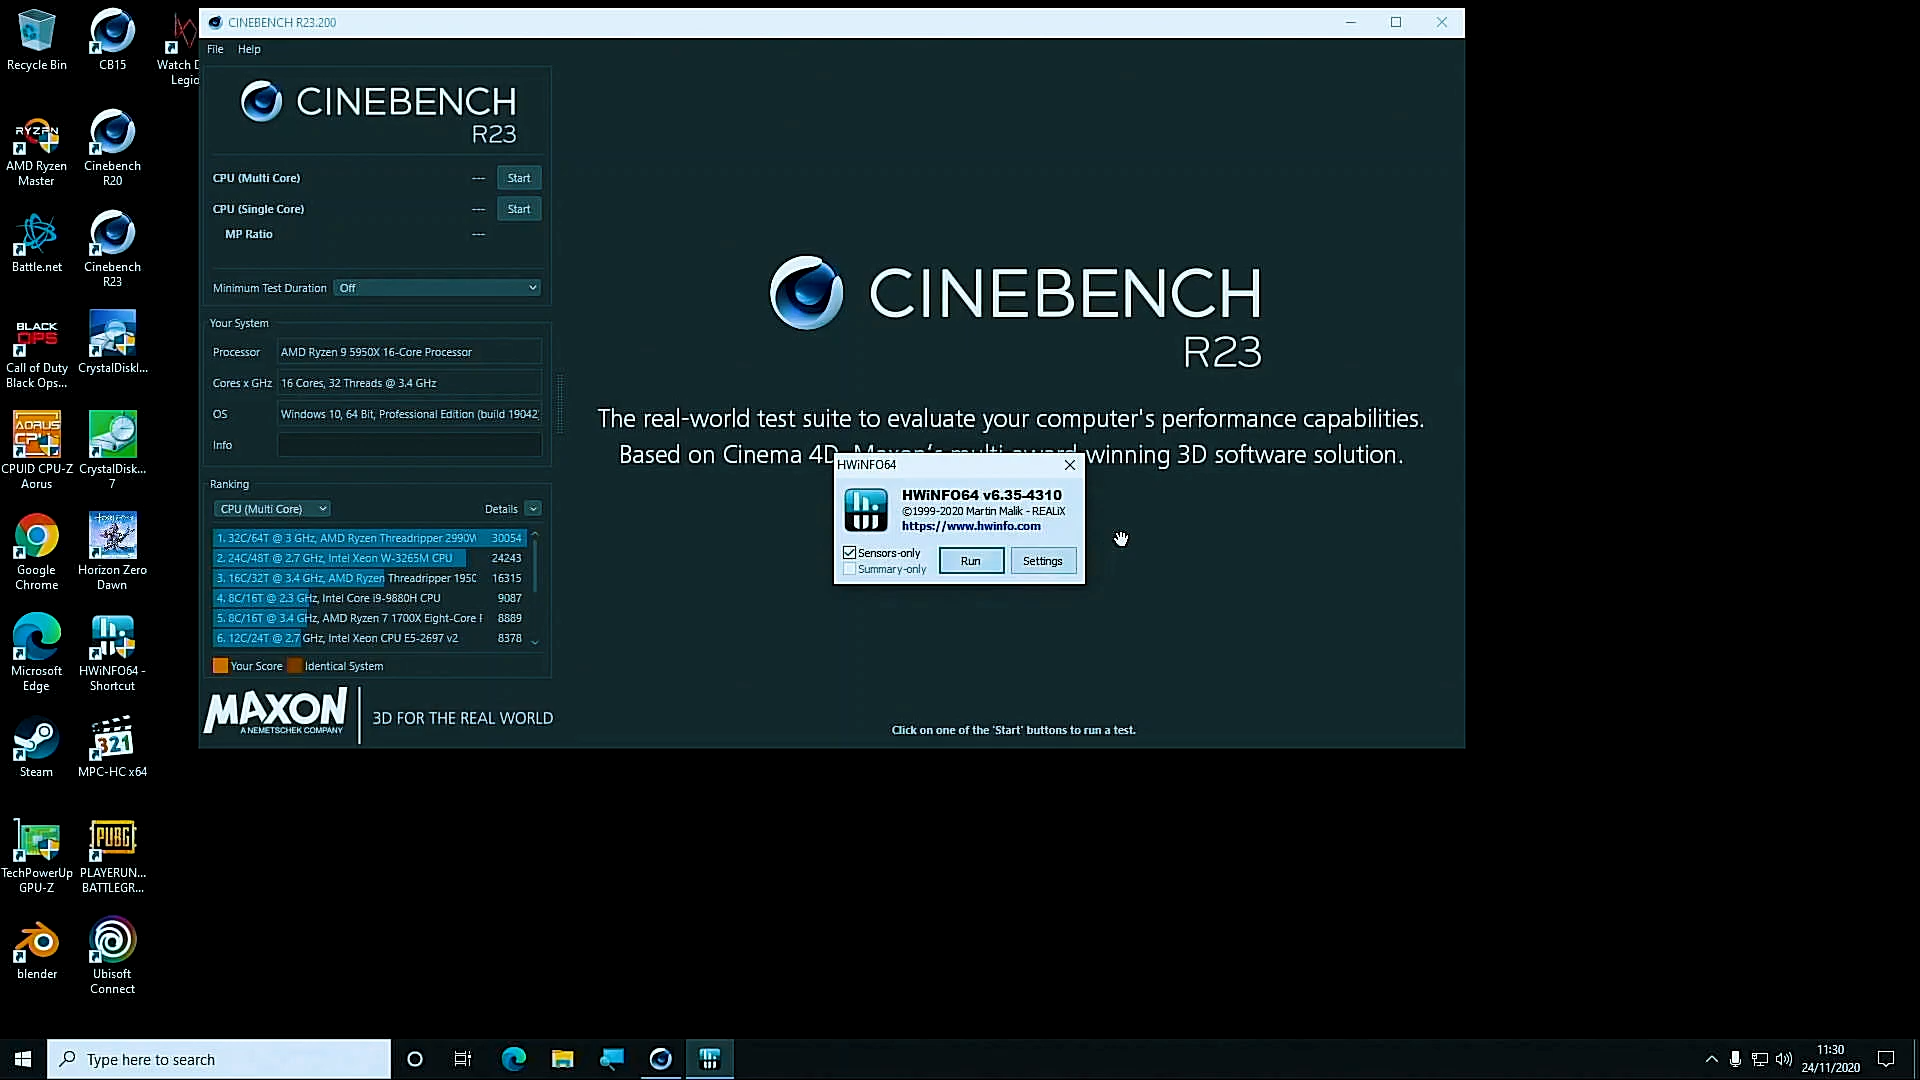 Recycle Bin
CB15
Watch D
Legio
AMD Ryzen
Master
Cinebench
R20
Battle.net
Cinebench
R23
BLACK
OPS
Call of Duty
Black Ops...
CrystalDiskI...
AORUS
CPUID CPU-Z
Aorus
CrystalDisk...
7
Google
Chrome
Horizon Zero
Dawn
Microsoft
Edge
HWiNFO64 -
Shortcut
Steam
321
MPC-HC x64
TechPowerUp
GPU-Z
PUBG
PLAYERUN...
BATTLEGR...
blender
Ubisoft
Connect
CINEBENCH R23.200
File Help
CINEBENCH
R23
CPU (Multi Core) --- Start
CPU (Single Core) --- Start
MP Ratio ---
Minimum Test Duration Off
Your System
Processor AMD Ryzen 9 5950X 16-Core Processor
Cores x GHz 16 Cores, 32 Threads @ 3.4 GHz
OS Windows 10, 64 Bit, Professional Edition (build 19042)
Info
Ranking
CPU (Multi Core) Details
1. 32C/64T @ 3 GHz, AMD Ryzen Threadripper 2990W 30054
2. 24C/48T @ 2.7 GHz, Intel Xeon W-3265M CPU 24243
3. 16C/32T @ 3.4 GHz, AMD Ryzen Threadripper 195C 16315
4. 8C/16T @ 2.3 GHz, Intel Core i9-9880H CPU 9087
5. 8C/16T @ 3.4 GHz, AMD Ryzen 7 1700X Eight-Core 8889
6. 12C/24T @ 2.7 GHz, Intel Xeon CPU E5-2697 v2 8378
Your Score Identical System
MAXON
A NEMETSCHEK COMPANY
3D FOR THE REAL WORLD
CINEBENCH
R23
The real-world test suite to evaluate your computer's performance capabilities.
Based on Cinema 4D, Maxon's multi award-winning 3D software solution.
HWiNFO64
HWiNFO64 v6.35-4310
©1999-2020 Martin Malik - REALiX
https://www.hwinfo.com
Sensors-only
Summary-only
Run
Settings
Click on one of the 'Start' buttons to run a test.
Type here to search
11:30
24/11/2020